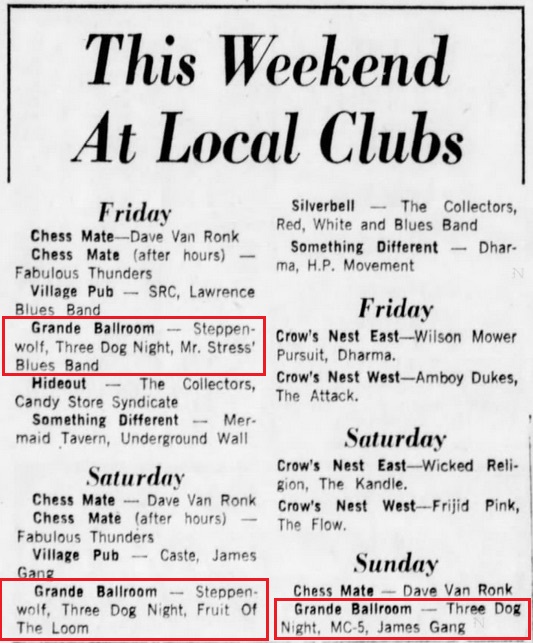 This Weekend
At Local Clubs
Friday
Chess Mate—Dave Van Ronk
Chess Mate (after hours) —
Fabulous Thunders
Village Pub — SRC, Lawrence
Blues Band
Grande Ballroom — Steppen-
wolf, Three Dog Night, Mr. Stress'
Blues Band
Hideout — The Collectors,
Candy Store Syndicate
Something Different — Mer-
maid Tavern, Underground Wall
Saturday
Chess Mate — Dave Van Ronk
Chess Mate (after hours) —
Fabulous Thunders
Village Pub — Caste, James
Gang
Grande Ballroom — Steppen-
wolf, Three Dog Night, Fruit Of
The Loom
Silverbell — The Collectors,
Red, White and Blues Band
Something Different — Dhar-
ma, H.P. Movement
Friday
Crow's Nest East—Wilson Mower
Pursuit, Dharma.
Crow's Nest West—Amboy Dukes,
The Attack.
Saturday
Crow's Nest East—Wicked Reli-
gion, The Kandle.
Crow's Nest West—Frijid Pink,
The Flow.
Sunday
Chess Mate — Dave Van Ronk
Grande Ballroom — Three Dog
Night, MC-5, James Gang